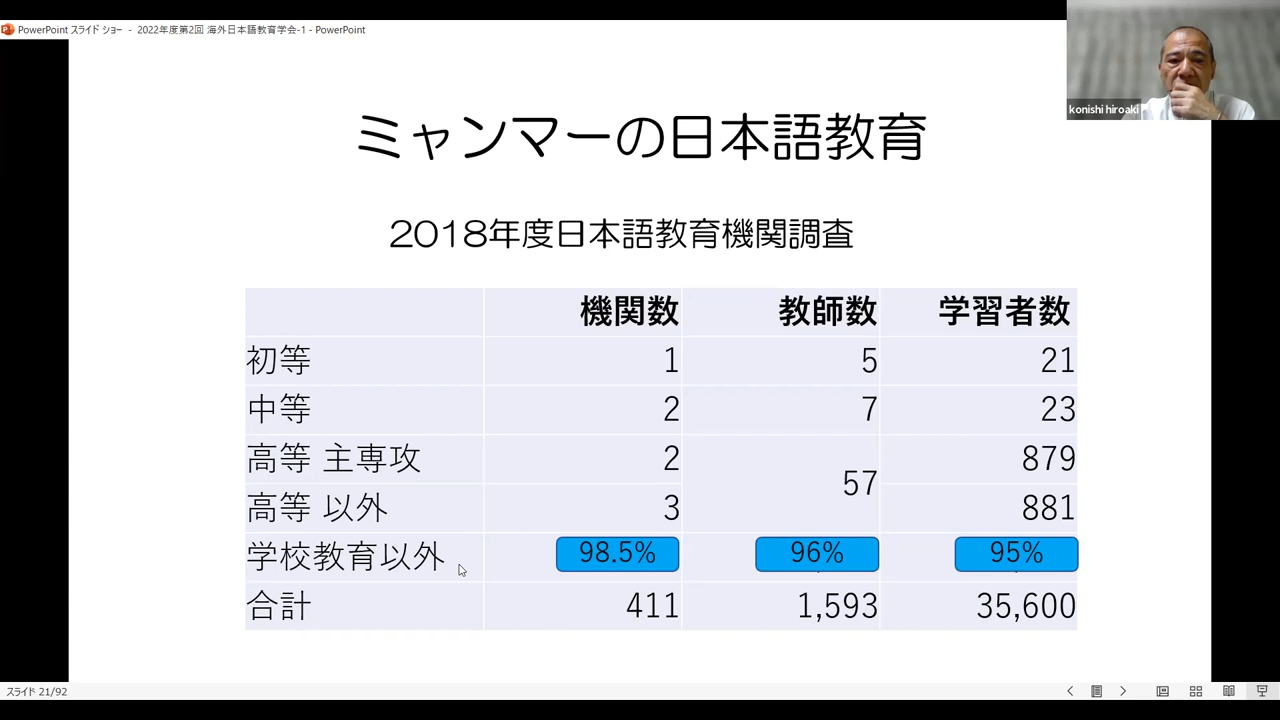 PowerPoint スライド ショー - 2022年度第2回 海外日本語教育学会-1 - PowerPoint
konishi hiroaki
ミャンマーの日本語教育
2018年度日本語教育機関調査
機関数 教師数 学習者数
初等 1 5 21
中等 2 7 23
高等 主専攻 2 57 879
高等 以外 3 881
学校教育以外 98.5% 96% 95%
合計 411 1,593 35,600
スライド 21/92